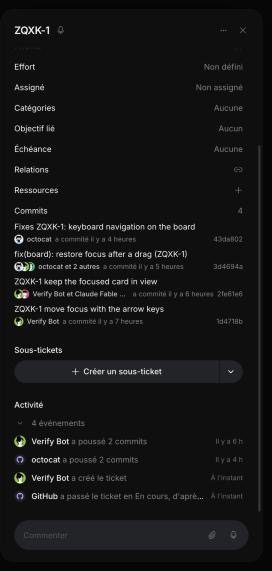 ZQXK-1
Effort Non défini
Assigné Non assigné
Catégories Aucune
Objectif lié Aucun
Échéance Aucune
Relations
Ressources
Commits 4
Fixes ZQXK-1: keyboard navigation on the board
octocat a commité il y a 4 heures 43da802
fix(board): restore focus after a drag (ZQXK-1)
octocat et 2 autres a commité il y a 5 heures 3d4694a
ZQXK-1 keep the focused card in view
Verify Bot et Claude Fable ... a commité il y a 6 heures 2fe61e6
ZQXK-1 move focus with the arrow keys
Verify Bot a commité il y a 7 heures 1d4718b
Sous-tickets
+ Créer un sous-ticket
Activité
4 événements
Verify Bot a poussé 2 commits Il y a 6 h
octocat a poussé 2 commits Il y a 4 h
Verify Bot a créé le ticket À l'instant
GitHub a passé le ticket en En cours, d'aprè... À l'instant
Commenter